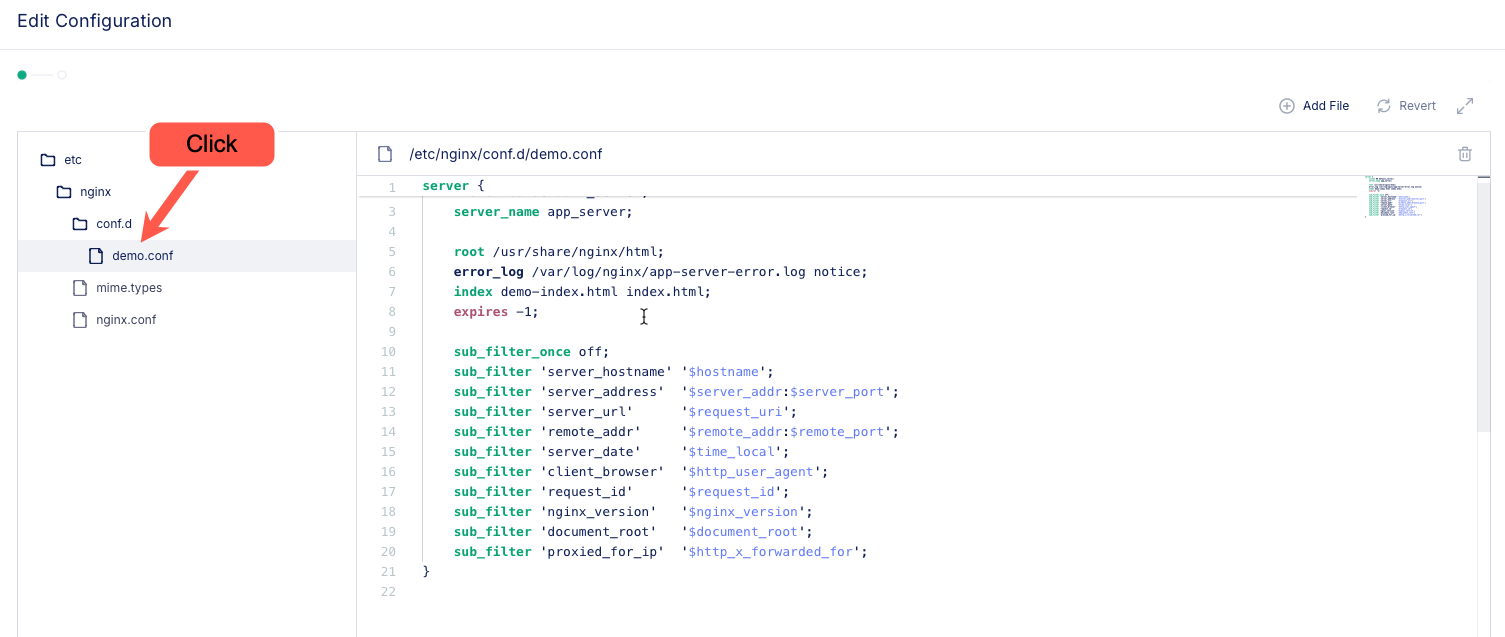 Edit Configuration
Add File
Revert
Click
etc
nginx
conf.d
demo.conf
mime.types
nginx.conf
/etc/nginx/conf.d/demo.conf
1 server {
3 server_name app_server;
4
5 root /usr/share/nginx/html;
6 error_log /var/log/nginx/app-server-error.log notice;
7 index demo-index.html index.html;
8 expires -1;
9
10 sub_filter_once off;
11 sub_filter 'server_hostname' '$hostname';
12 sub_filter 'server_address'  '$server_addr:$server_port';
13 sub_filter 'server_url'      '$request_uri';
14 sub_filter 'remote_addr'     '$remote_addr:$remote_port';
15 sub_filter 'server_date'     '$time_local';
16 sub_filter 'client_browser'  '$http_user_agent';
17 sub_filter 'request_id'      '$request_id';
18 sub_filter 'nginx_version'   '$nginx_version';
19 sub_filter 'document_root'   '$document_root';
20 sub_filter 'proxied_for_ip'  '$http_x_forwarded_for';
21 }
22